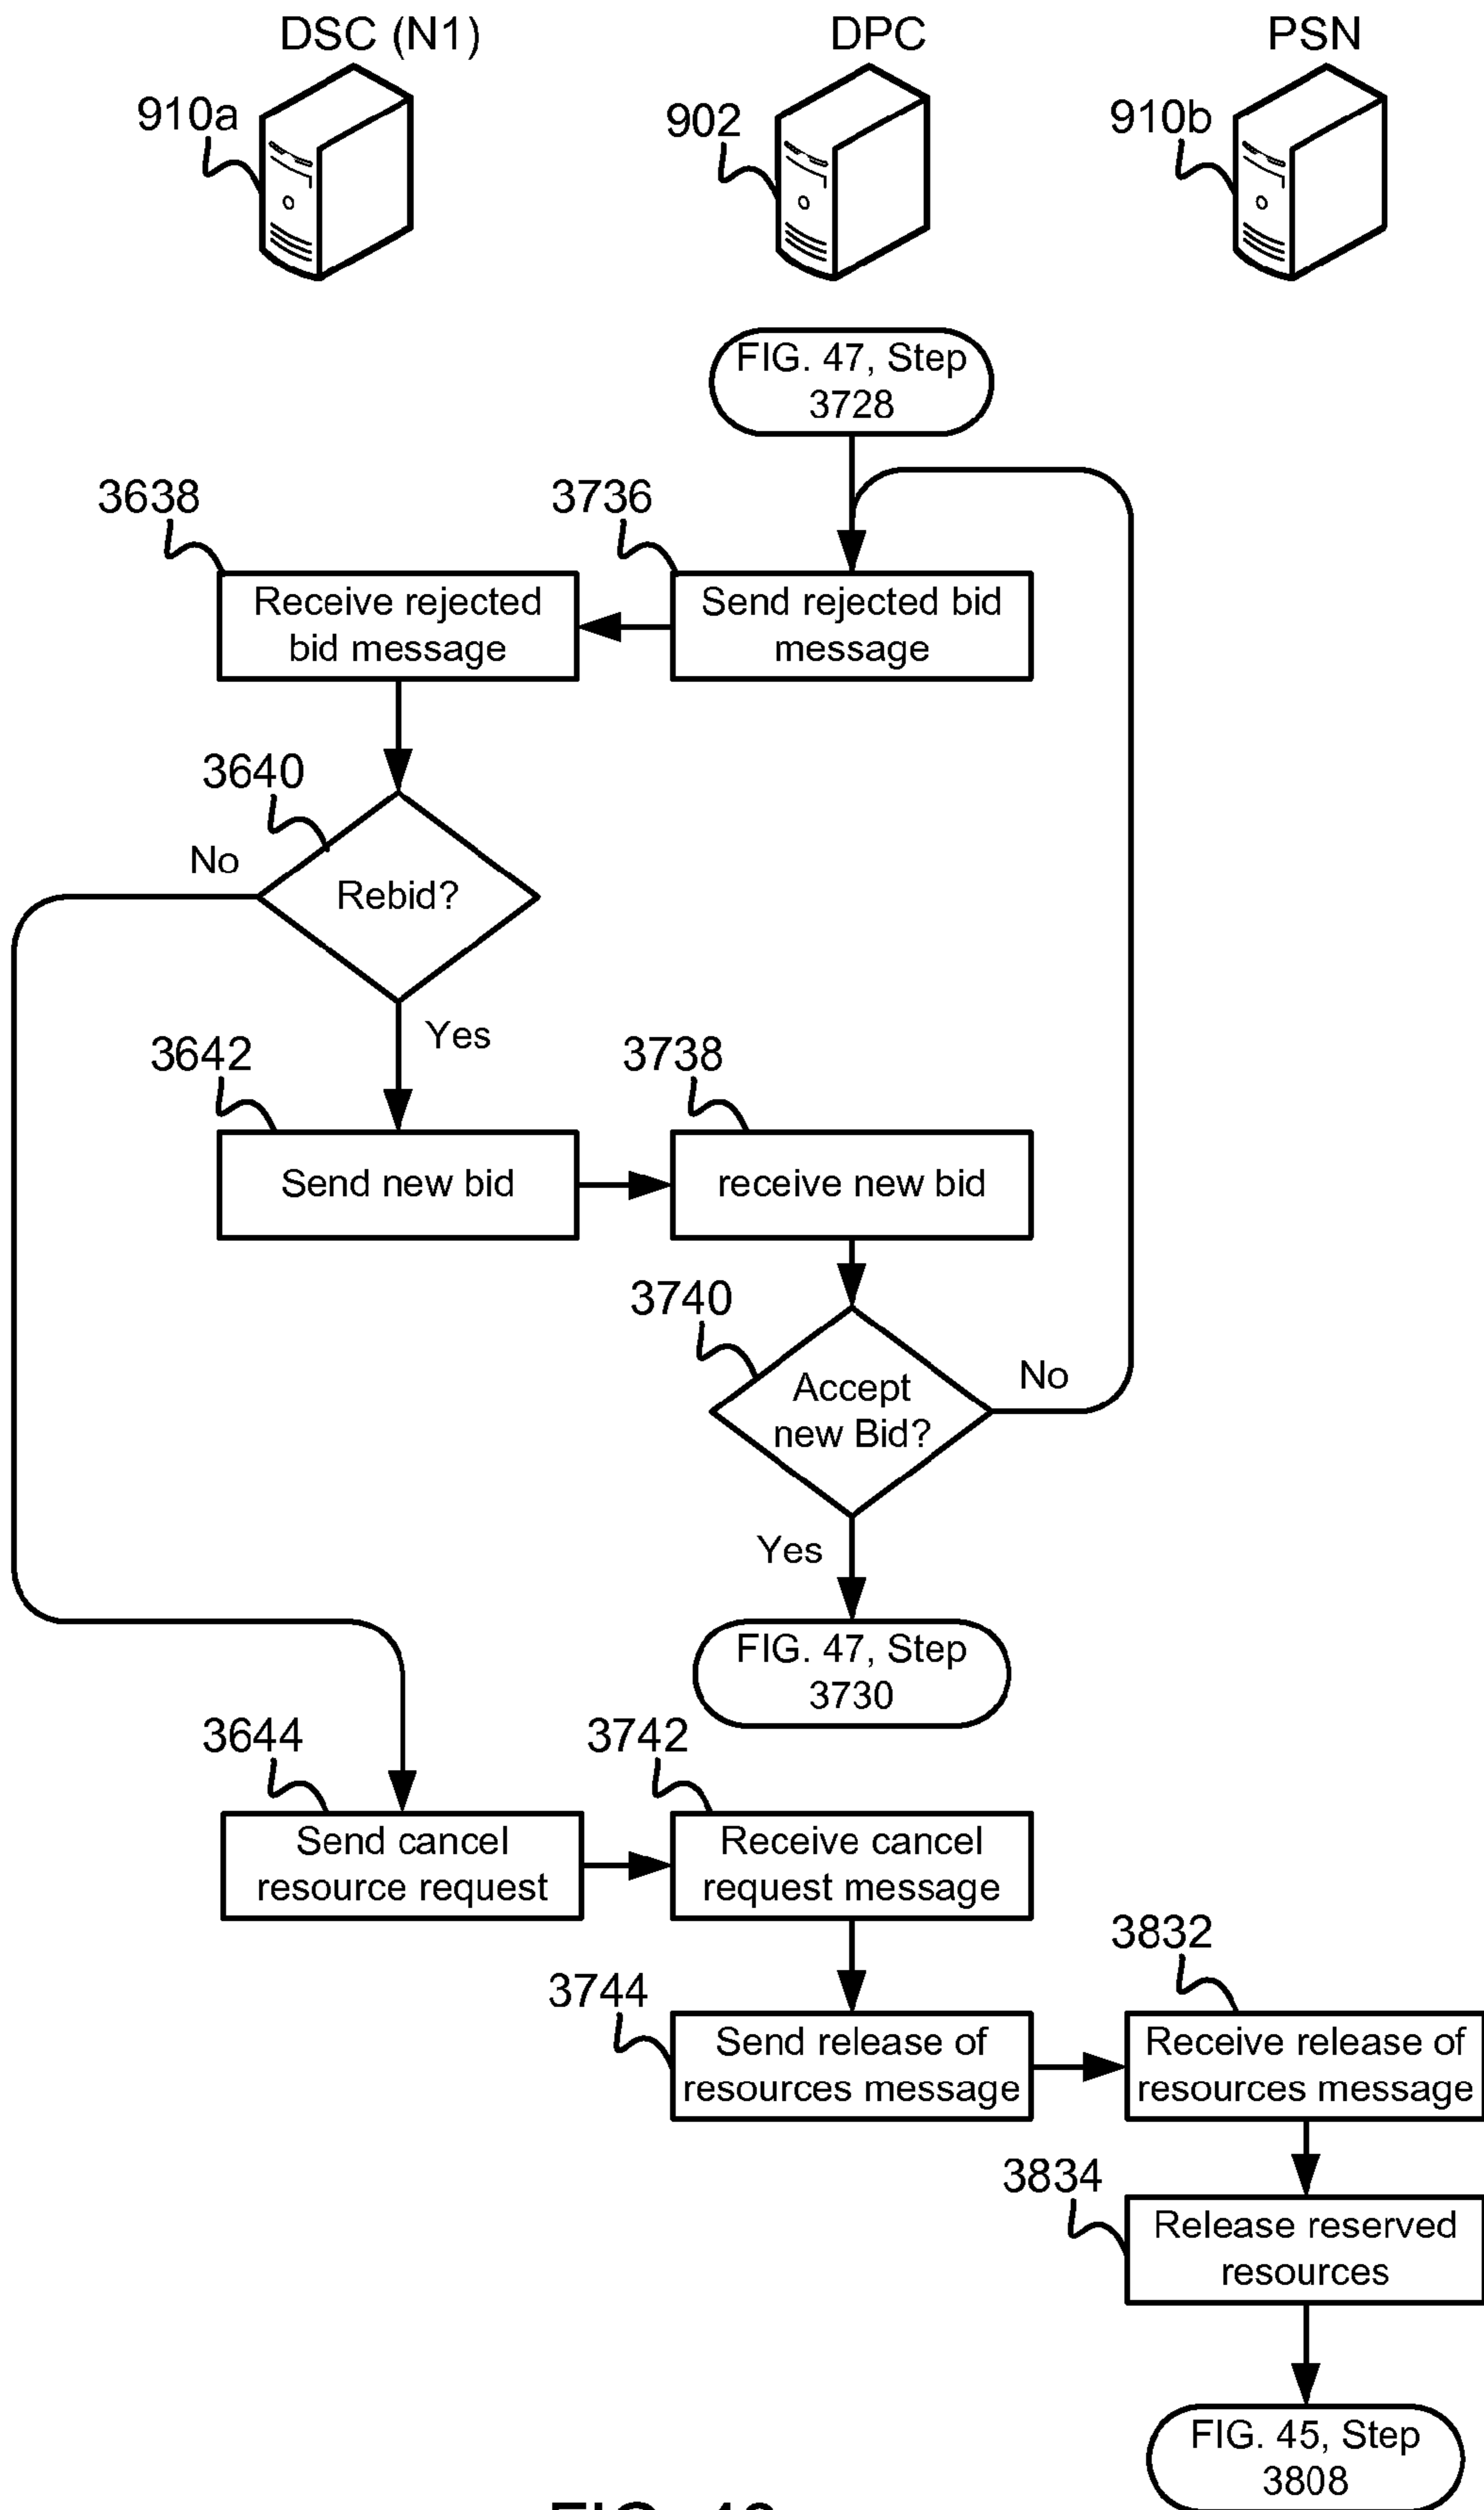 DSC (N1)
DPC
PSN
910a
902
910b
FIG. 47, Step
3728
3638
3736
Receive rejected
bid message
Send rejected bid
message
3640
No
Rebid?
Yes
3642
3738
Send new bid
receive new bid
3740
Accept
new Bid?
No
Yes
FIG. 47, Step
3730
3644
3742
Send cancel
resource request
Receive cancel
request message
3832
3744
Send release of
resources message
Receive release of
resources message
3834
Release reserved
resources
FIG. 45, Step
3808